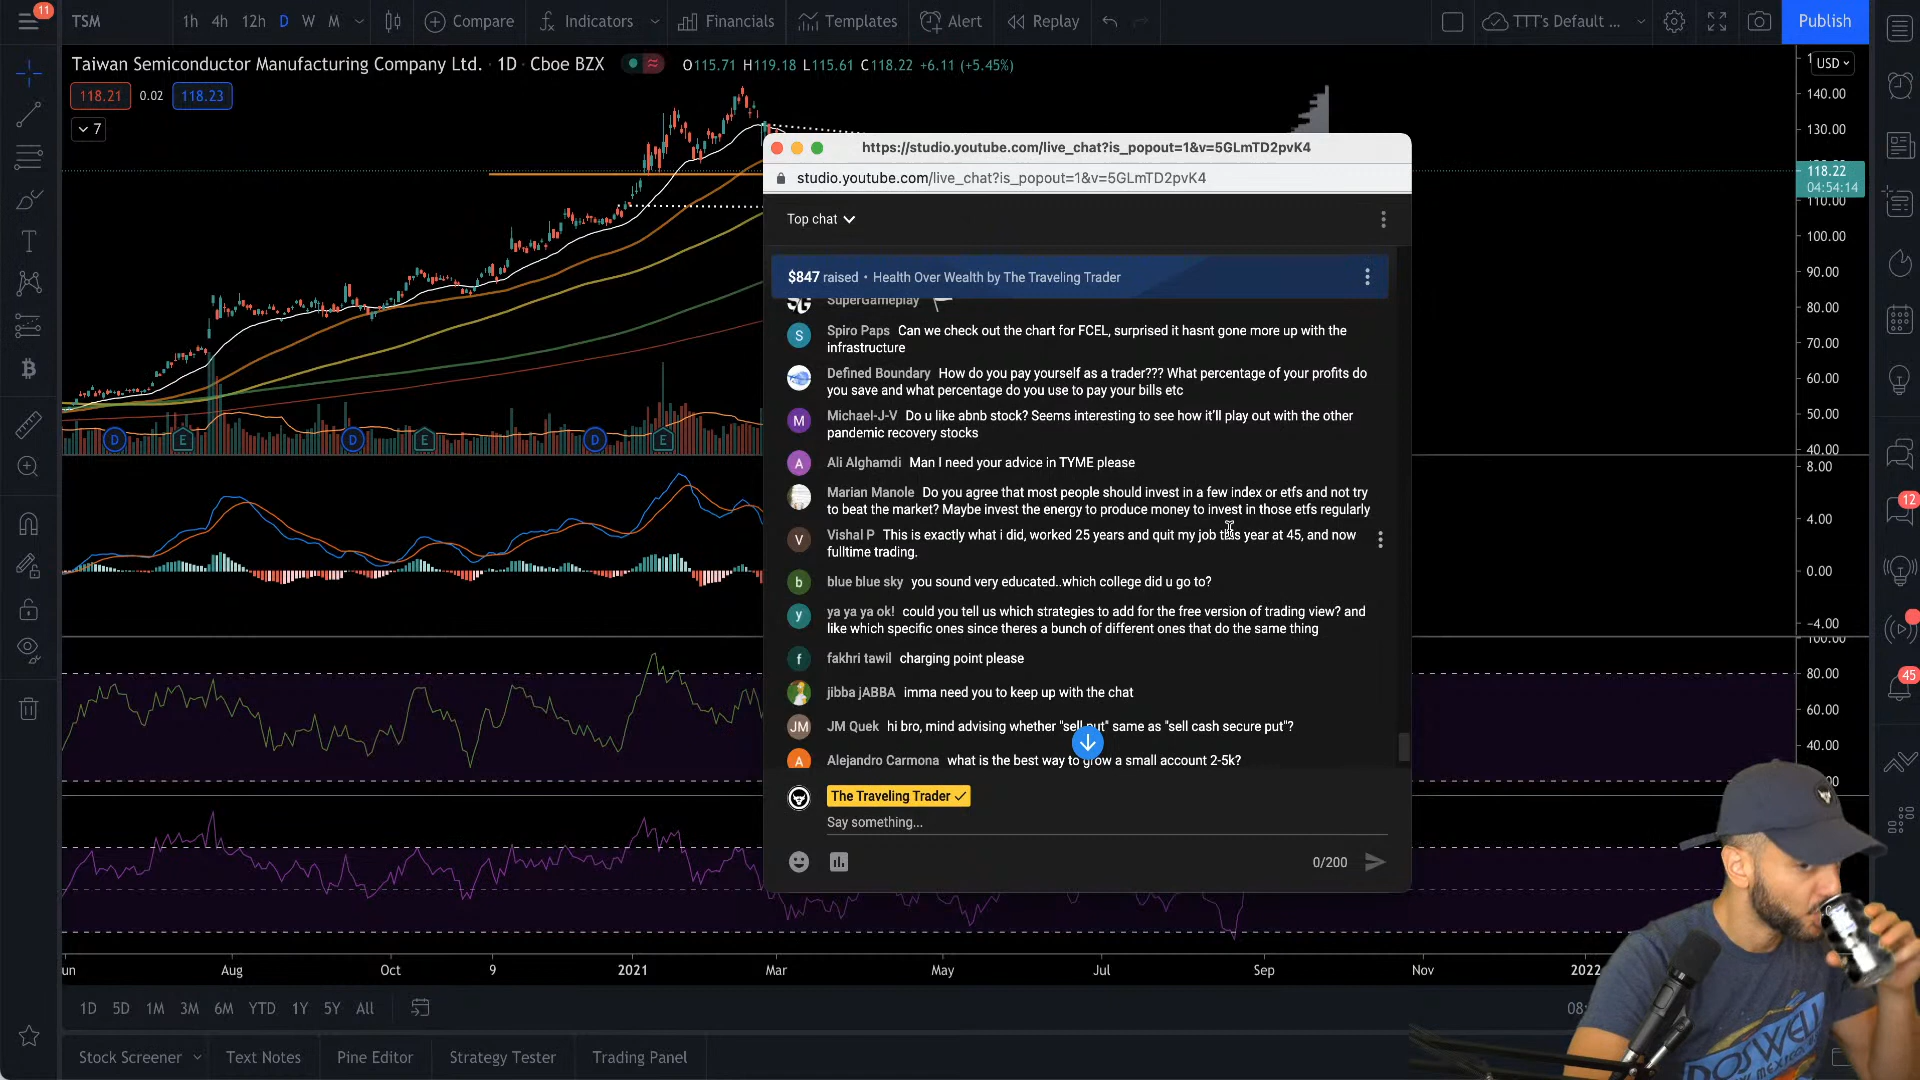 11
TSM
1h 4h 12h D W M
Compare
Indicators
Financials
Templates
Alert
Replay
TTT's Default ...
Publish
Taiwan Semiconductor Manufacturing Company Ltd. · 1D · Cboe BZX
O115.71 H119.18 L115.61 C118.22 +6.11 (+5.45%)
USD
118.21 0.02 118.23
7
140.00
130.00
118.22
04:54:14
110.00
100.00
90.00
80.00
70.00
60.00
50.00
40.00
8.00
4.00
0.00
-4.00
100.00
80.00
60.00
40.00
https://studio.youtube.com/live_chat?is_popout=1&v=5GLmTD2pvK4
studio.youtube.com/live_chat?is_popout=1&v=5GLmTD2pvK4
Top chat
$847 raised · Health Over Wealth by The Traveling Trader
SuperGameplay
S Spiro Paps Can we check out the chart for FCEL, surprised it hasnt gone more up with the
infrastructure
Defined Boundary How do you pay yourself as a trader??? What percentage of your profits do
you save and what percentage do you use to pay your bills etc
M Michael-J-V Do u like abnb stock? Seems interesting to see how it'll play out with the other
pandemic recovery stocks
A Ali Alghamdi Man I need your advice in TYME please
Marian Manole Do you agree that most people should invest in a few index or etfs and not try
to beat the market? Maybe invest the energy to produce money to invest in those etfs regularly
V Vishal P This is exactly what i did, worked 25 years and quit my job this year at 45, and now
fulltime trading.
b blue blue sky you sound very educated..which college did u go to?
y ya ya ya ok! could you tell us which strategies to add for the free version of trading view? and
like which specific ones since theres a bunch of different ones that do the same thing
f fakhri tawil charging point please
jibba jABBA imma need you to keep up with the chat
JM JM Quek hi bro, mind advising whether "sell put" same as "sell cash secure put"?
A Alejandro Carmona what is the best way to grow a small account 2-5k?
The Traveling Trader
Say something...
0/200
D E D E D E
12
45
un Aug Oct 9 2021 Mar May Jul Sep Nov 2022
1D 5D 1M 3M 6M YTD 1Y 5Y All
08:
Stock Screener Text Notes Pine Editor Strategy Tester Trading Panel